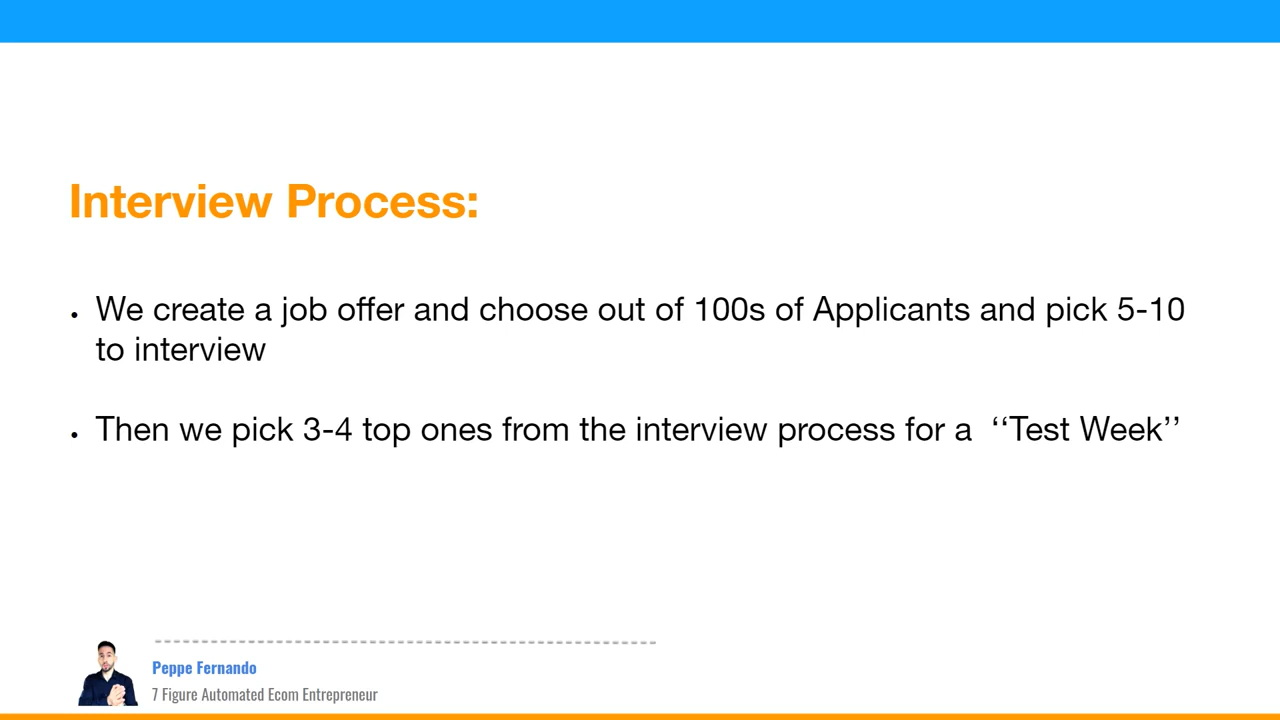 Interview Process:
• We create a job offer and choose out of 100s of Applicants and pick 5-10
to interview
• Then we pick 3-4 top ones from the interview process for a  ‘‘Test Week’’
Peppe Fernando
7 Figure Automated Ecom Entrepreneur